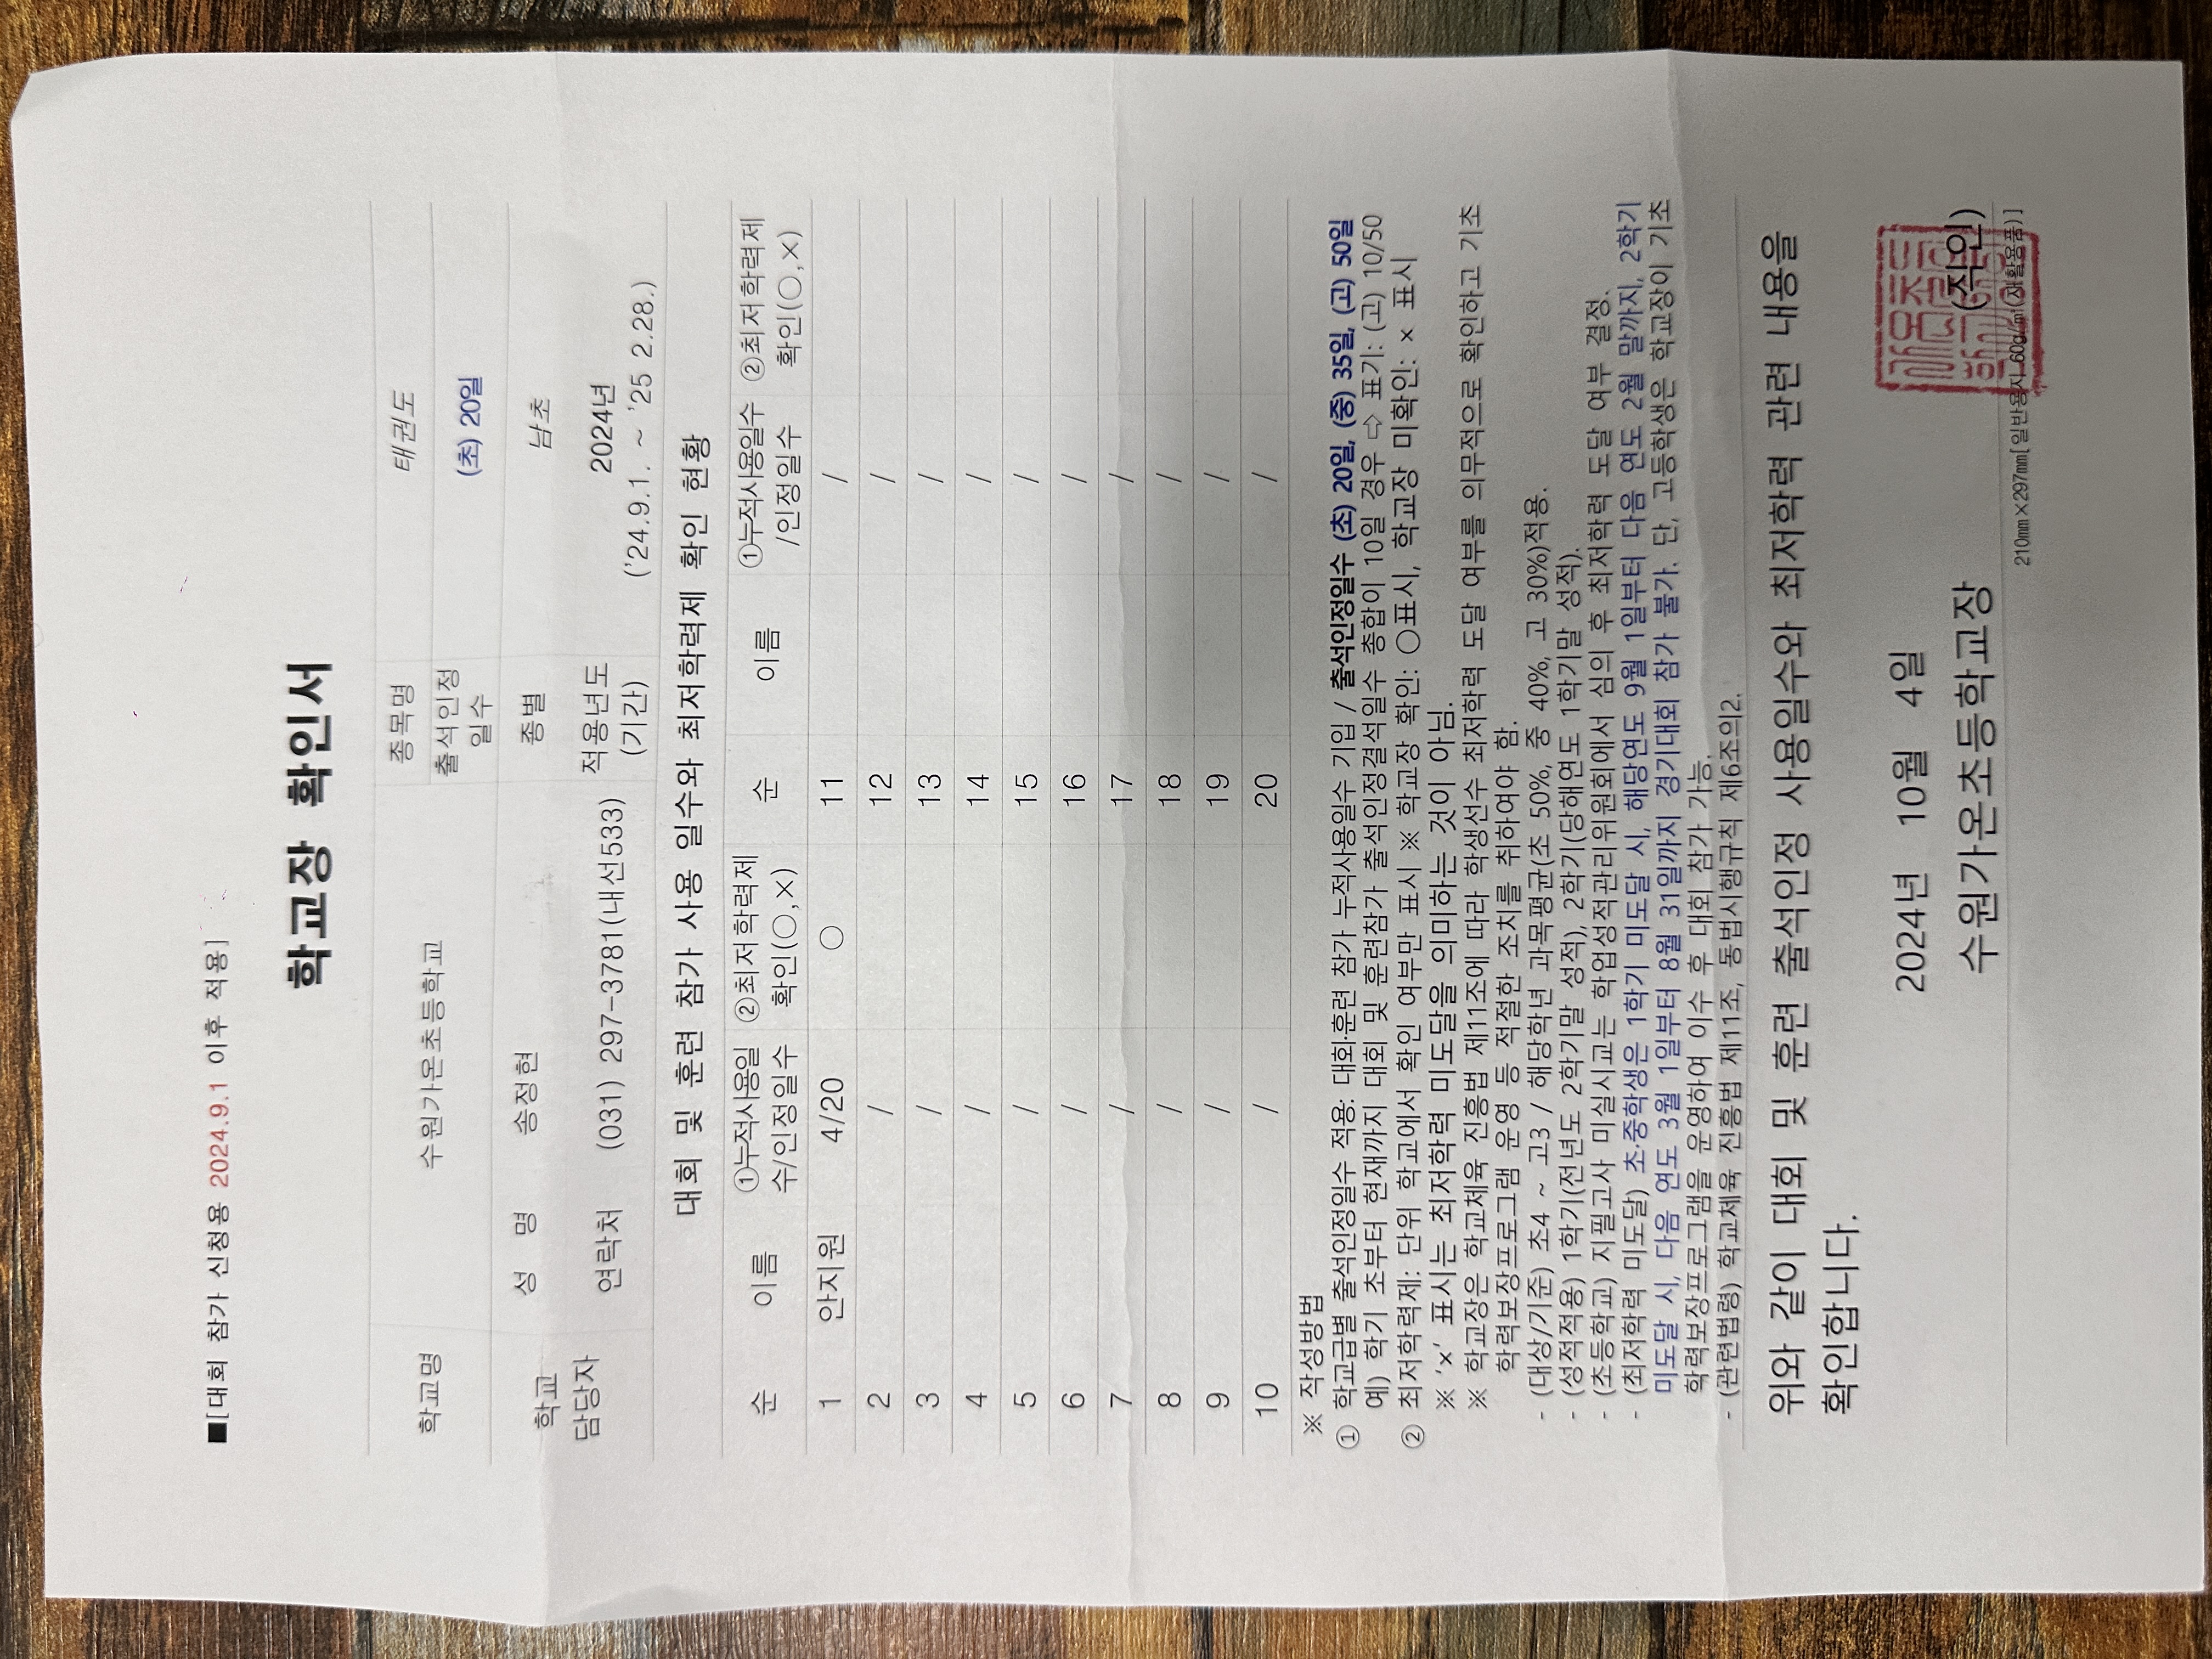 ■[대회 참가 신청용 2024.9.1 이후 적용]
학교장 확인서
학교명 수원가온초등학교 종목명 태권도
출석인정 일수 (초) 20일
학교 담당자 성 명 송정현 종별 남초
연락처 (031) 297-3781(내선533) 적용년도 (기간) 2024년 ('24.9.1. ~ '25 2.28.)
대회 및 훈련 참가 사용 일수와 최저학력제 확인 현황
순 이름 ①누적사용일수/인정일수 ②최저학력제 확인(○,×) 순 이름 ①누적사용일수/인정일수 ②최저학력제 확인(○,×)
1 안지원 4/20 ○ 11 /
2 / 12 /
3 / 13 /
4 / 14 /
5 / 15 /
6 / 16 /
7 / 17 /
8 / 18 /
9 / 19 /
10 / 20 /
※ 작성방법
① 학교급별 출석인정일수 적용: 대회·훈련 참가 누적사용일수 기입 / 출석인정일수 (초) 20일, (중) 35일, (고) 50일
예) 학기 초부터 현재까지 대회 및 훈련참가 출석인정결석일수 총합이 10일 경우 ⇨ 표기: (고) 10/50
② 최저학력제: 단위 학교에서 확인 여부만 표시 ※ 학교장 확인: ○표시, 학교장 미확인: × 표시
※ '×' 표시는 최저학력 미도달을 의미하는 것이 아님.
※ 학교장은 학교체육 진흥법 제11조에 따라 학생선수 최저학력 도달 여부를 의무적으로 확인하고 기초
학력보장프로그램 운영 등 적절한 조치를 취하여야 함.
- (대상/기준) 초4 ~ 고3 / 해당학년 과목평균(초 50%, 중 40%, 고 30%)적용.
- (성적적용) 1학기(전년도 2학기말 성적), 2학기(당해연도 1학기말 성적).
- (초등학교) 지필고사 미실시교는 학업성적관리위원회에서 심의 후 최저학력 도달 여부 결정.
- (최저학력 미도달) 초·중학생은 1학기 미도달 시, 해당연도 9월 1일부터 다음 연도 2월 말까지, 2학기
미도달 시, 다음 연도 3월 1일부터 8월 31일까지 경기대회 참가 불가. 단, 고등학생은 학교장이 기초
학력보장프로그램을 운영하여 이수 후 대회 참가 가능.
- (관련법령) 학교체육 진흥법 제11조, 동법시행규칙 제6조의2.
위와 같이 대회 및 훈련 출석인정 사용일수와 최저학력 관련 내용을
확인합니다.
2024년 10월 4일
수원가온초등학교장 (직인)
210mm×297mm[일반용지 60g/㎡(재활용품)]